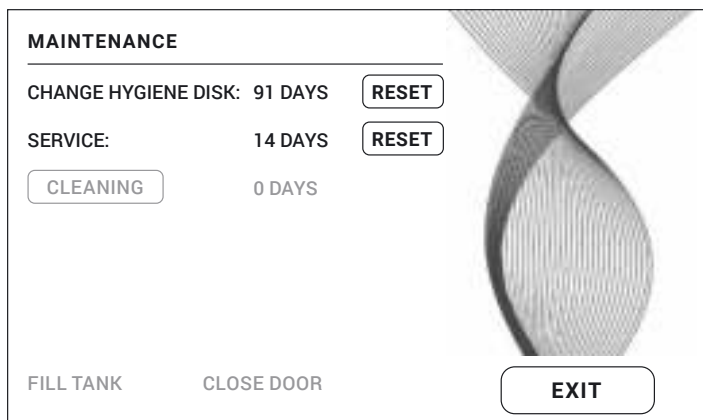 MAINTENANCE
CHANGE HYGIENE DISK: 91 DAYS RESET
SERVICE: 14 DAYS RESET
CLEANING 0 DAYS
FILL TANK CLOSE DOOR EXIT